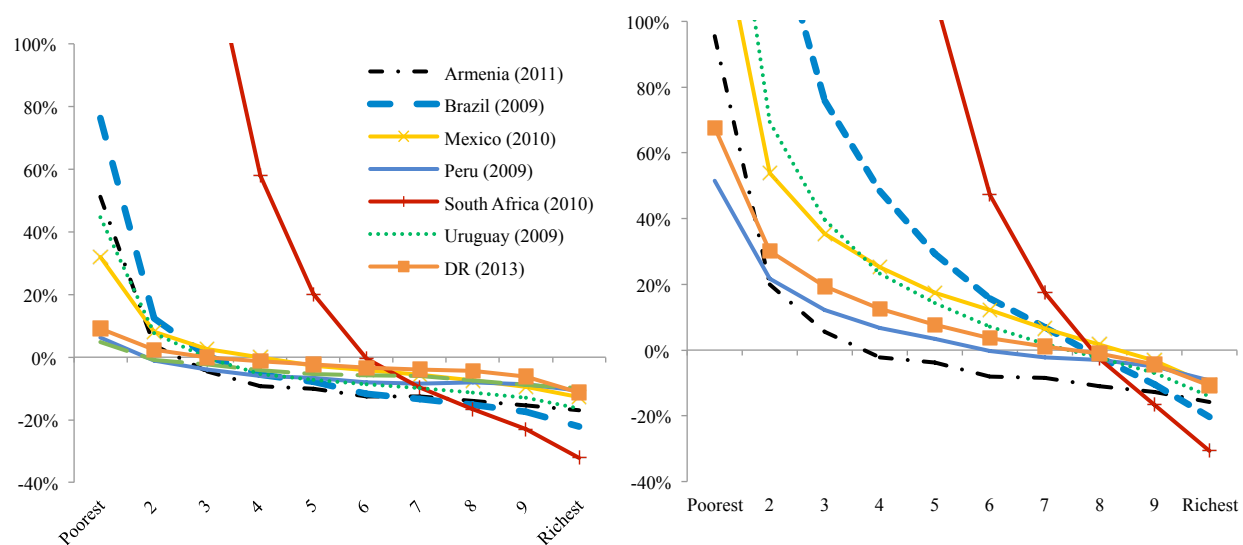 100%
80%
60%
40%
20%
0%
-20%
-40%
Poorest
2
3
4
5
6
7
8
9
Richest
Armenia (2011)
Brazil (2009)
Mexico (2010)
Peru (2009)
South Africa (2010)
Uruguay (2009)
DR (2013)
100%
80%
60%
40%
20%
0%
-20%
-40%
Poorest 2 3 4 5 6 7 8 9 Richest